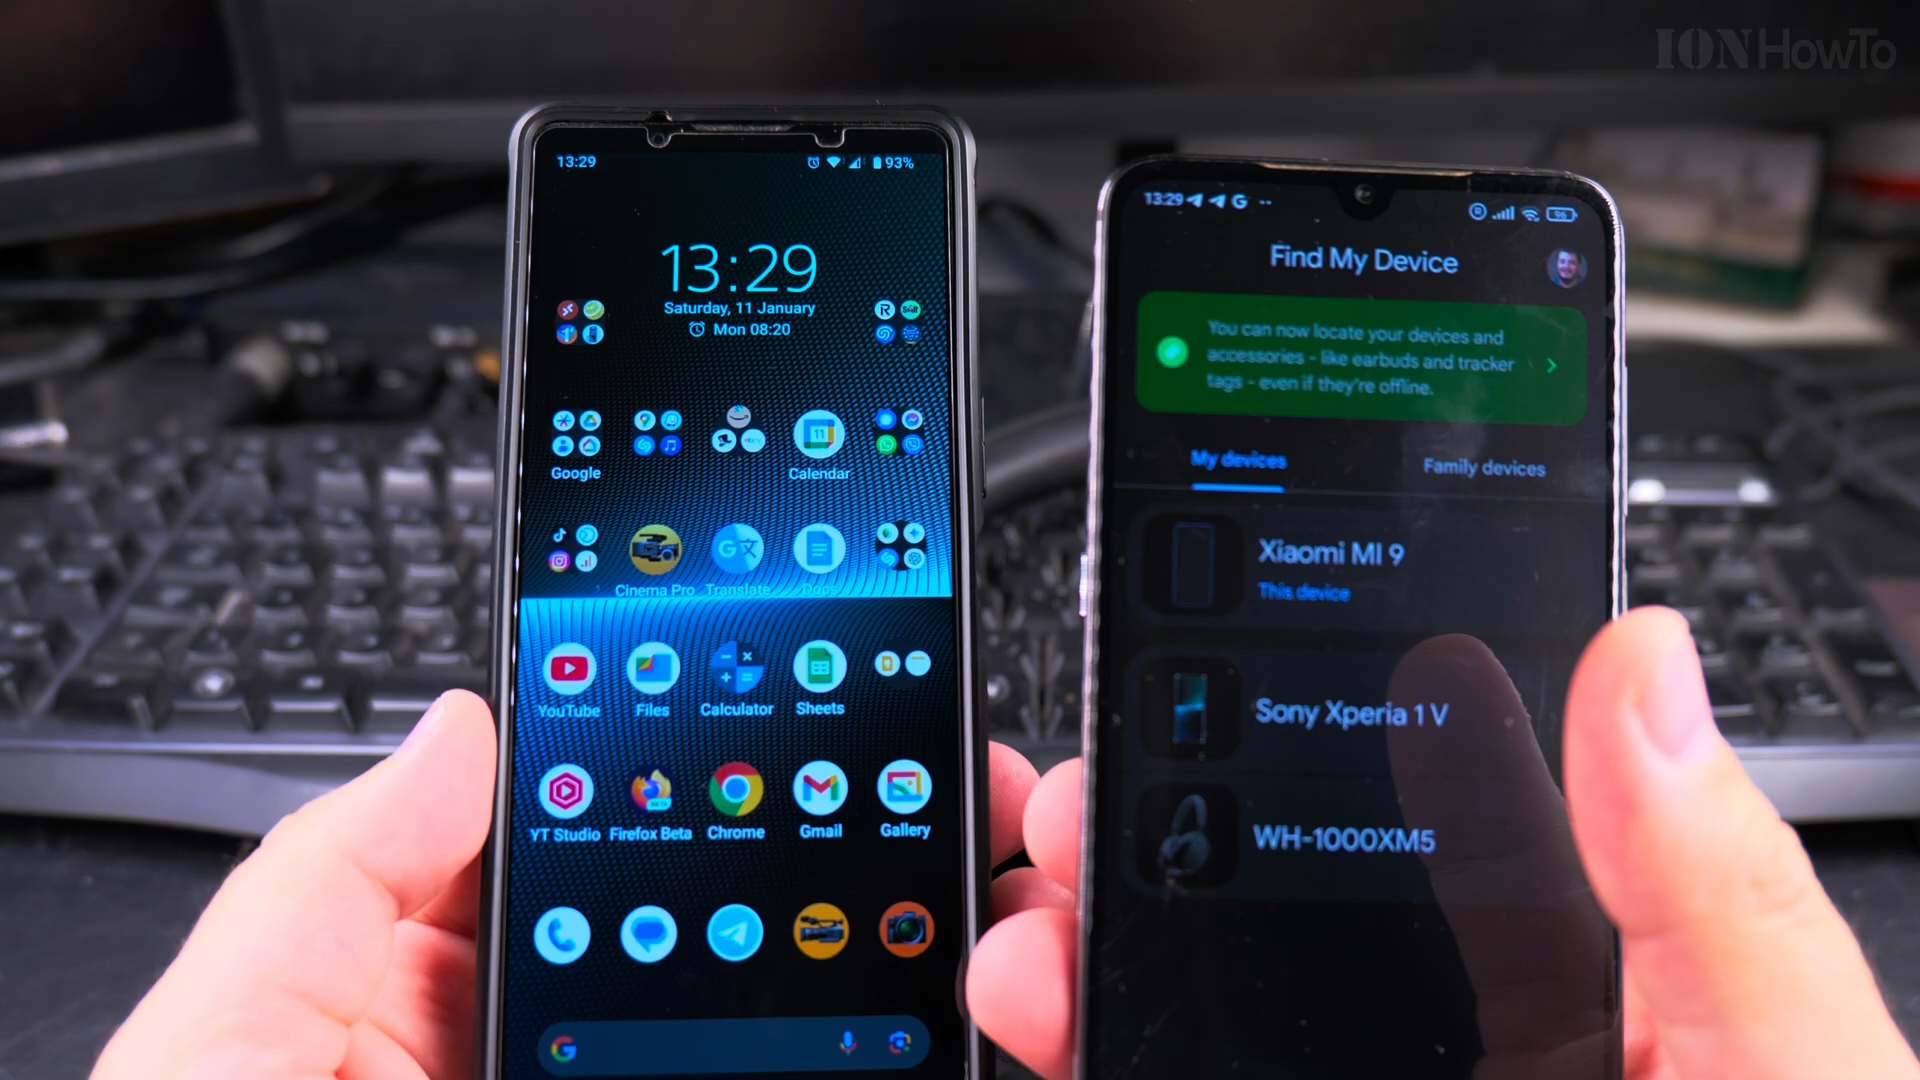 IONHowTo
13:29
93%
13:29
Saturday, 11 January
Mon 08:20
11
Google
Calendar
Cinema Pro Translate Docs
YouTube Files Calculator Sheets
YT Studio Firefox Beta Chrome Gmail Gallery
13:29
96
Find My Device
You can now locate your devices and
accessories - like earbuds and tracker
tags - even if they're offline.
My devices Family devices
Xiaomi MI 9
This device
Sony Xperia 1 V
WH-1000XM5